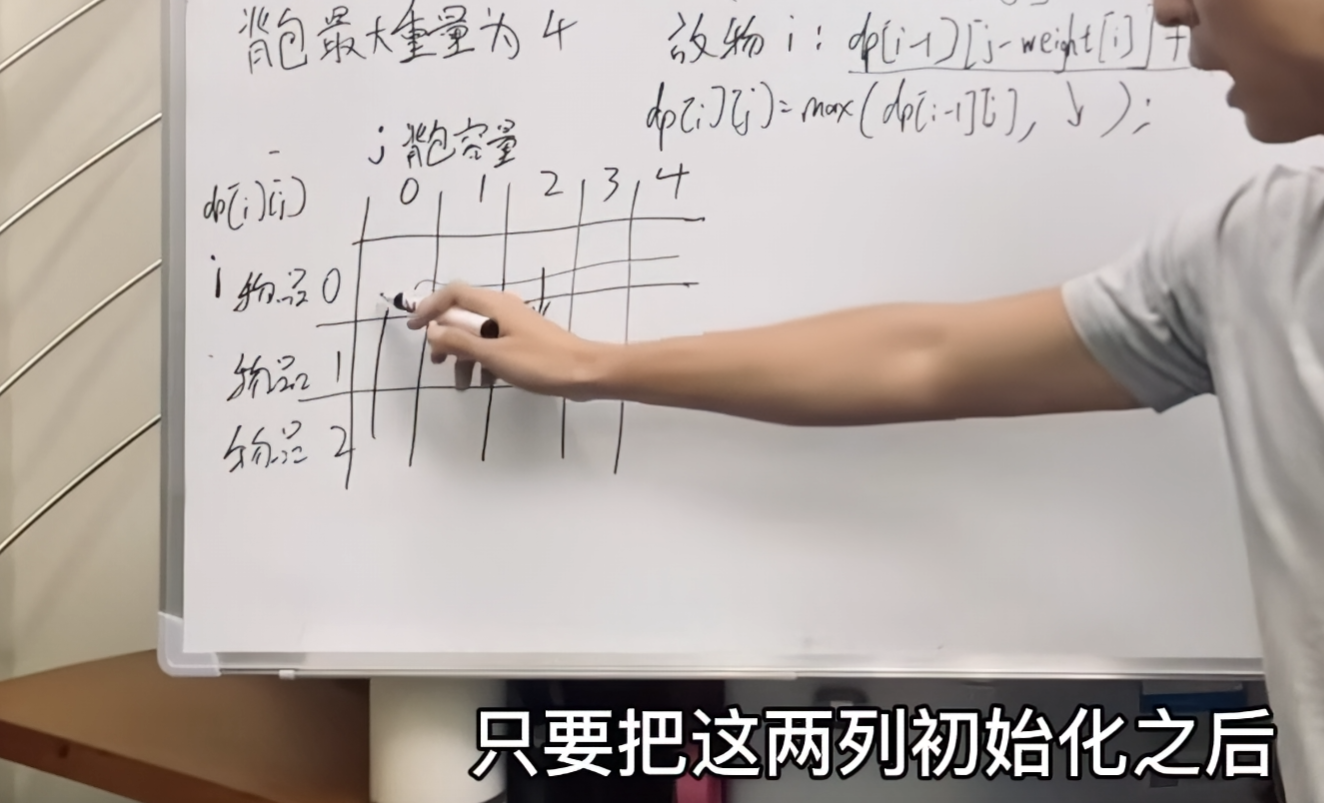 背包最大重量为 4
放物 i : dp[i-1][j-weight[i]] +
dp[i][j] = max(dp[i-1][j], ↓ );
j 背包容量
dp[i][j] 0 1 2 3 4
i 物品 0
物品 1
物品 2
只要把这两列初始化之后